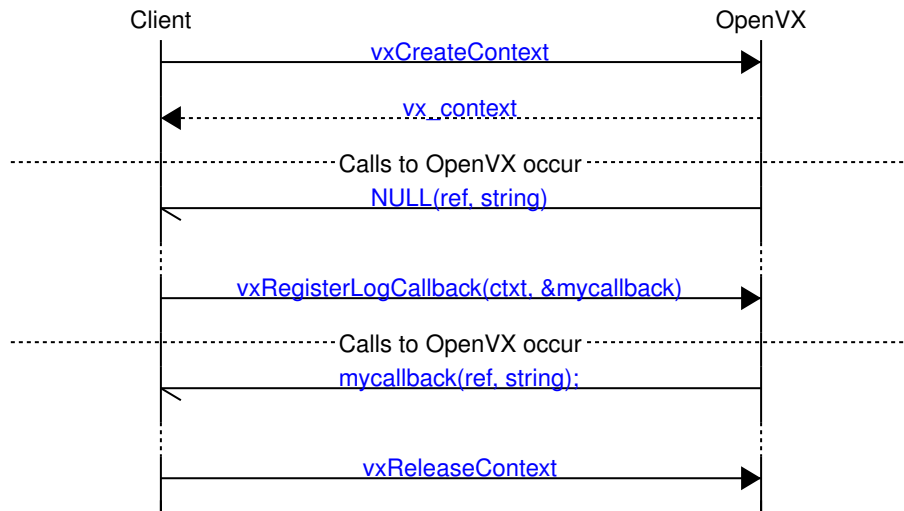 Client OpenVX
vxCreateContext
vx_context
Calls to OpenVX occur
NULL(ref, string)
vxRegisterLogCallback(ctxt, &mycallback)
Calls to OpenVX occur
mycallback(ref, string);
vxReleaseContext